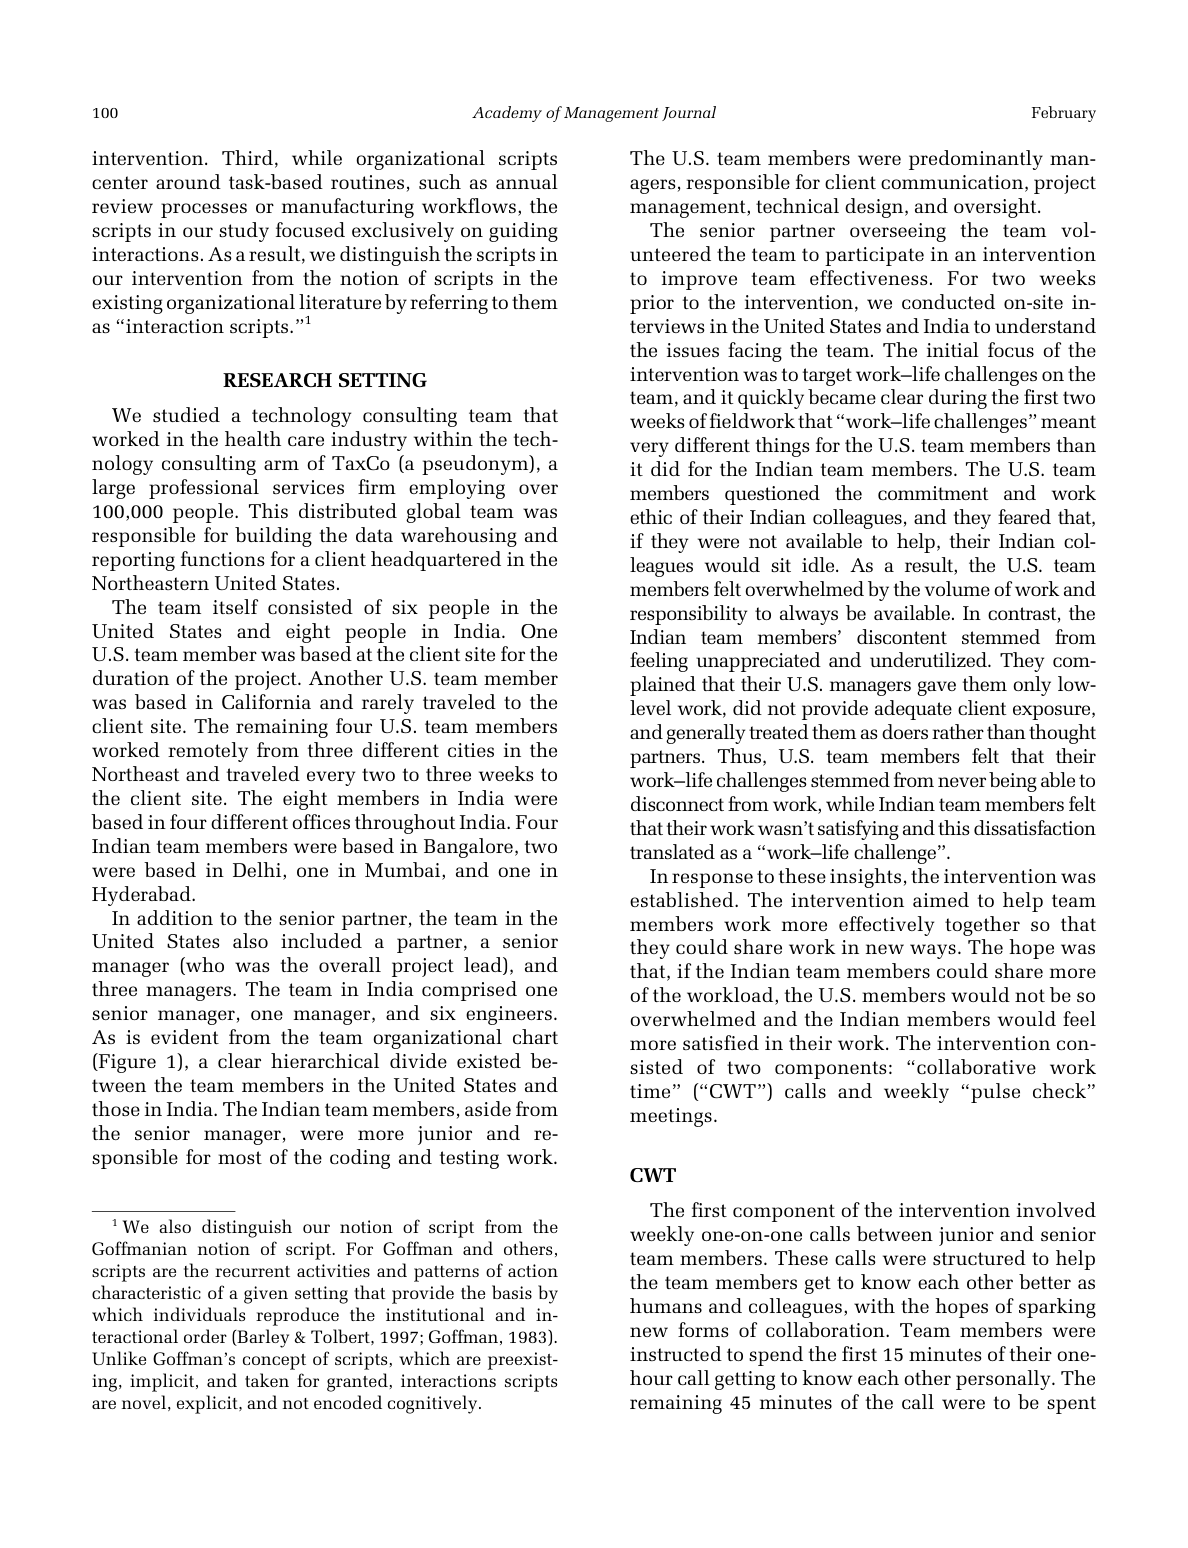 100
Academy of Management Journal
February
intervention. Third, while organizational scripts
center around task-based routines, such as annual
review processes or manufacturing workflows, the
scripts in our study focused exclusively on guiding
interactions. As a result, we distinguish the scripts in
our intervention from the notion of scripts in the
existing organizational literature by referring to them
as “interaction scripts.”1
RESEARCH SETTING
We studied a technology consulting team that
worked in the health care industry within the tech-
nology consulting arm of TaxCo (a pseudonym), a
large professional services firm employing over
100,000 people. This distributed global team was
responsible for building the data warehousing and
reporting functions for a client headquartered in the
Northeastern United States.
The team itself consisted of six people in the
United States and eight people in India. One
U.S. team member was based at the client site for the
duration of the project. Another U.S. team member
was based in California and rarely traveled to the
client site. The remaining four U.S. team members
worked remotely from three different cities in the
Northeast and traveled every two to three weeks to
the client site. The eight members in India were
based in four different offices throughout India. Four
Indian team members were based in Bangalore, two
were based in Delhi, one in Mumbai, and one in
Hyderabad.
In addition to the senior partner, the team in the
United States also included a partner, a senior
manager (who was the overall project lead), and
three managers. The team in India comprised one
senior manager, one manager, and six engineers.
As is evident from the team organizational chart
(Figure 1), a clear hierarchical divide existed be-
tween the team members in the United States and
those in India. The Indian team members, aside from
the senior manager, were more junior and re-
sponsible for most of the coding and testing work.
1 We also distinguish our notion of script from the
Goffmanian notion of script. For Goffman and others,
scripts are the recurrent activities and patterns of action
characteristic of a given setting that provide the basis by
which individuals reproduce the institutional and in-
teractional order (Barley & Tolbert, 1997; Goffman, 1983).
Unlike Goffman’s concept of scripts, which are preexist-
ing, implicit, and taken for granted, interactions scripts
are novel, explicit, and not encoded cognitively.
The U.S. team members were predominantly man-
agers, responsible for client communication, project
management, technical design, and oversight.
The senior partner overseeing the team vol-
unteered the team to participate in an intervention
to improve team effectiveness. For two weeks
prior to the intervention, we conducted on-site in-
terviews in the United States and India to understand
the issues facing the team. The initial focus of the
intervention was to target work–life challenges on the
team, and it quickly became clear during the first two
weeks of fieldwork that “work–life challenges” meant
very different things for the U.S. team members than
it did for the Indian team members. The U.S. team
members questioned the commitment and work
ethic of their Indian colleagues, and they feared that,
if they were not available to help, their Indian col-
leagues would sit idle. As a result, the U.S. team
members felt overwhelmed by the volume of work and
responsibility to always be available. In contrast, the
Indian team members’ discontent stemmed from
feeling unappreciated and underutilized. They com-
plained that their U.S. managers gave them only low-
level work, did not provide adequate client exposure,
and generally treated them as doers rather than thought
partners. Thus, U.S. team members felt that their
work–life challenges stemmed from never being able to
disconnect from work, while Indian team members felt
that their work wasn’t satisfying and this dissatisfaction
translated as a “work–life challenge”.
In response to these insights, the intervention was
established. The intervention aimed to help team
members work more effectively together so that
they could share work in new ways. The hope was
that, if the Indian team members could share more
of the workload, the U.S. members would not be so
overwhelmed and the Indian members would feel
more satisfied in their work. The intervention con-
sisted of two components: “collaborative work
time” (“CWT”) calls and weekly “pulse check”
meetings.
CWT
The first component of the intervention involved
weekly one-on-one calls between junior and senior
team members. These calls were structured to help
the team members get to know each other better as
humans and colleagues, with the hopes of sparking
new forms of collaboration. Team members were
instructed to spend the first 15 minutes of their one-
hour call getting to know each other personally. The
remaining 45 minutes of the call were to be spent